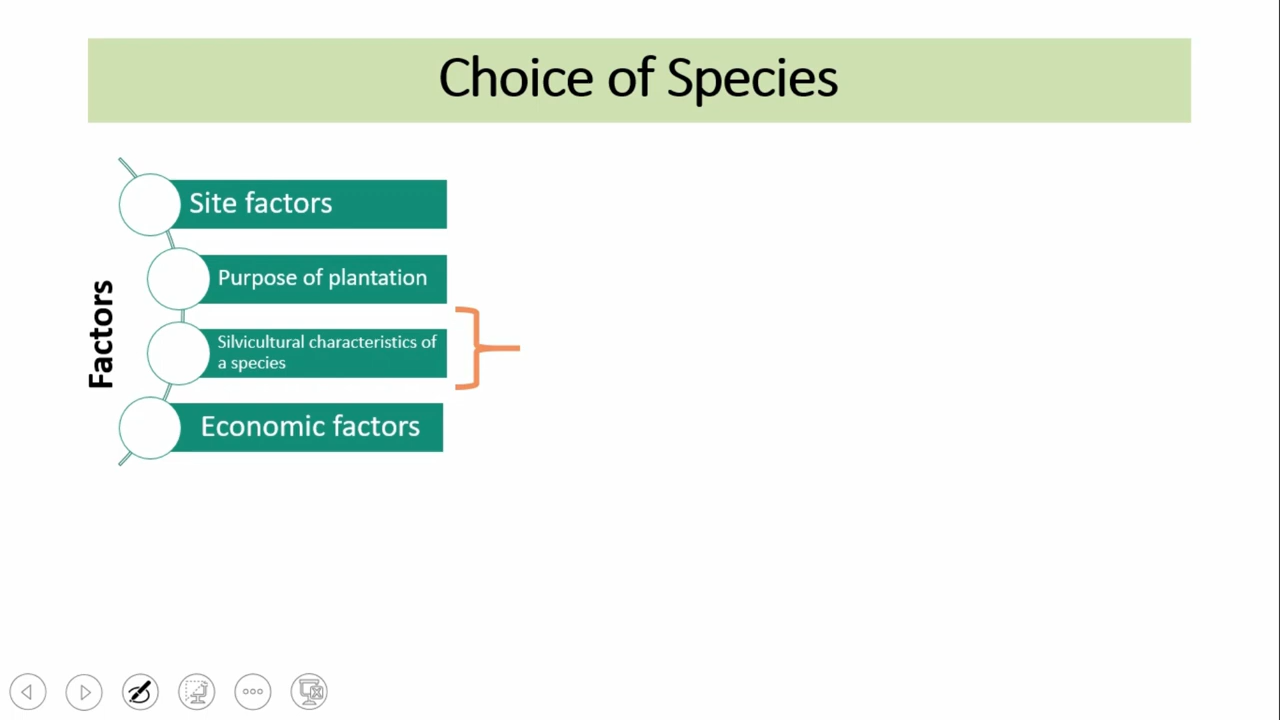 Choice of Species
Factors
Site factors
Purpose of plantation
Silvicultural characteristics of
a species
Economic factors